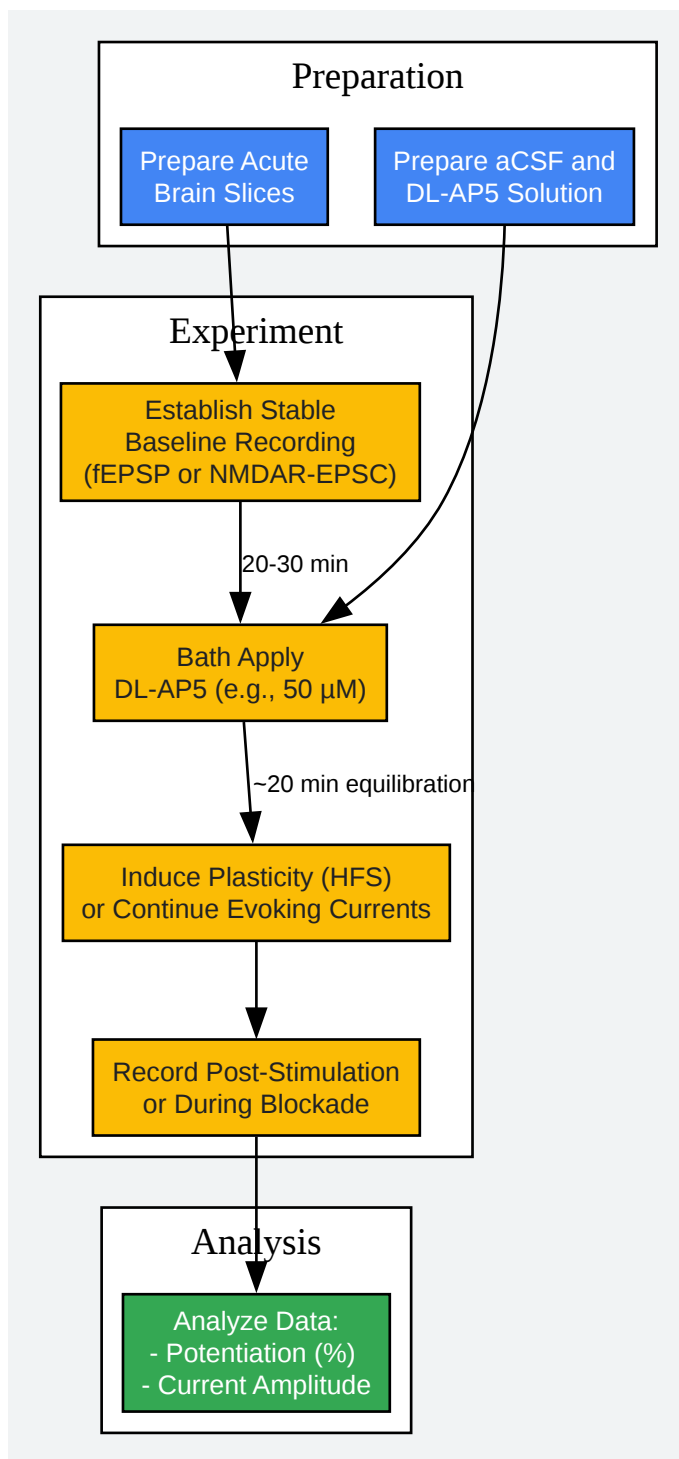 Preparation
Prepare Acute
Brain Slices
Prepare aCSF and
DL-AP5 Solution
Experiment
Establish Stable
Baseline Recording
(fEPSP or NMDAR-EPSC)
20-30 min
Bath Apply
DL-AP5 (e.g., 50 µM)
~20 min equilibration
Induce Plasticity (HFS)
or Continue Evoking Currents
Record Post-Stimulation
or During Blockade
Analysis
Analyze Data:
- Potentiation (%)
- Current Amplitude